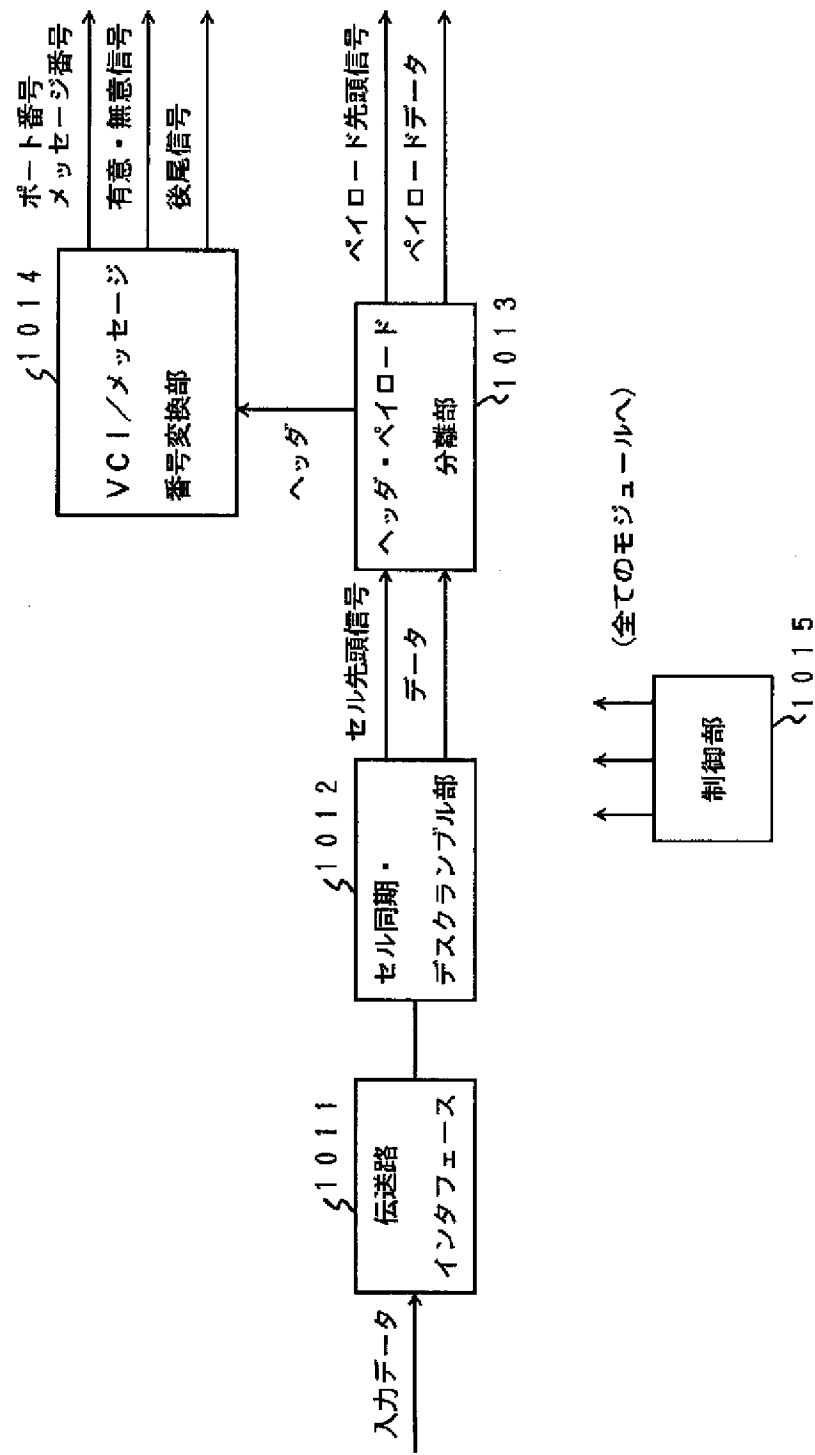 入力データ
1011
伝送路
インタフェース
1012
セル同期・
デスクランブル部
セル先頭信号
データ
1013
ヘッダ・ペイロード
分離部
ヘッダ
1014
VCI/メッセージ
番号変換部
ポート番号
メッセージ番号
有意・無意信号
後尾信号
ペイロード先頭信号
ペイロードデータ
(全てのモジュールへ)
制御部
1015